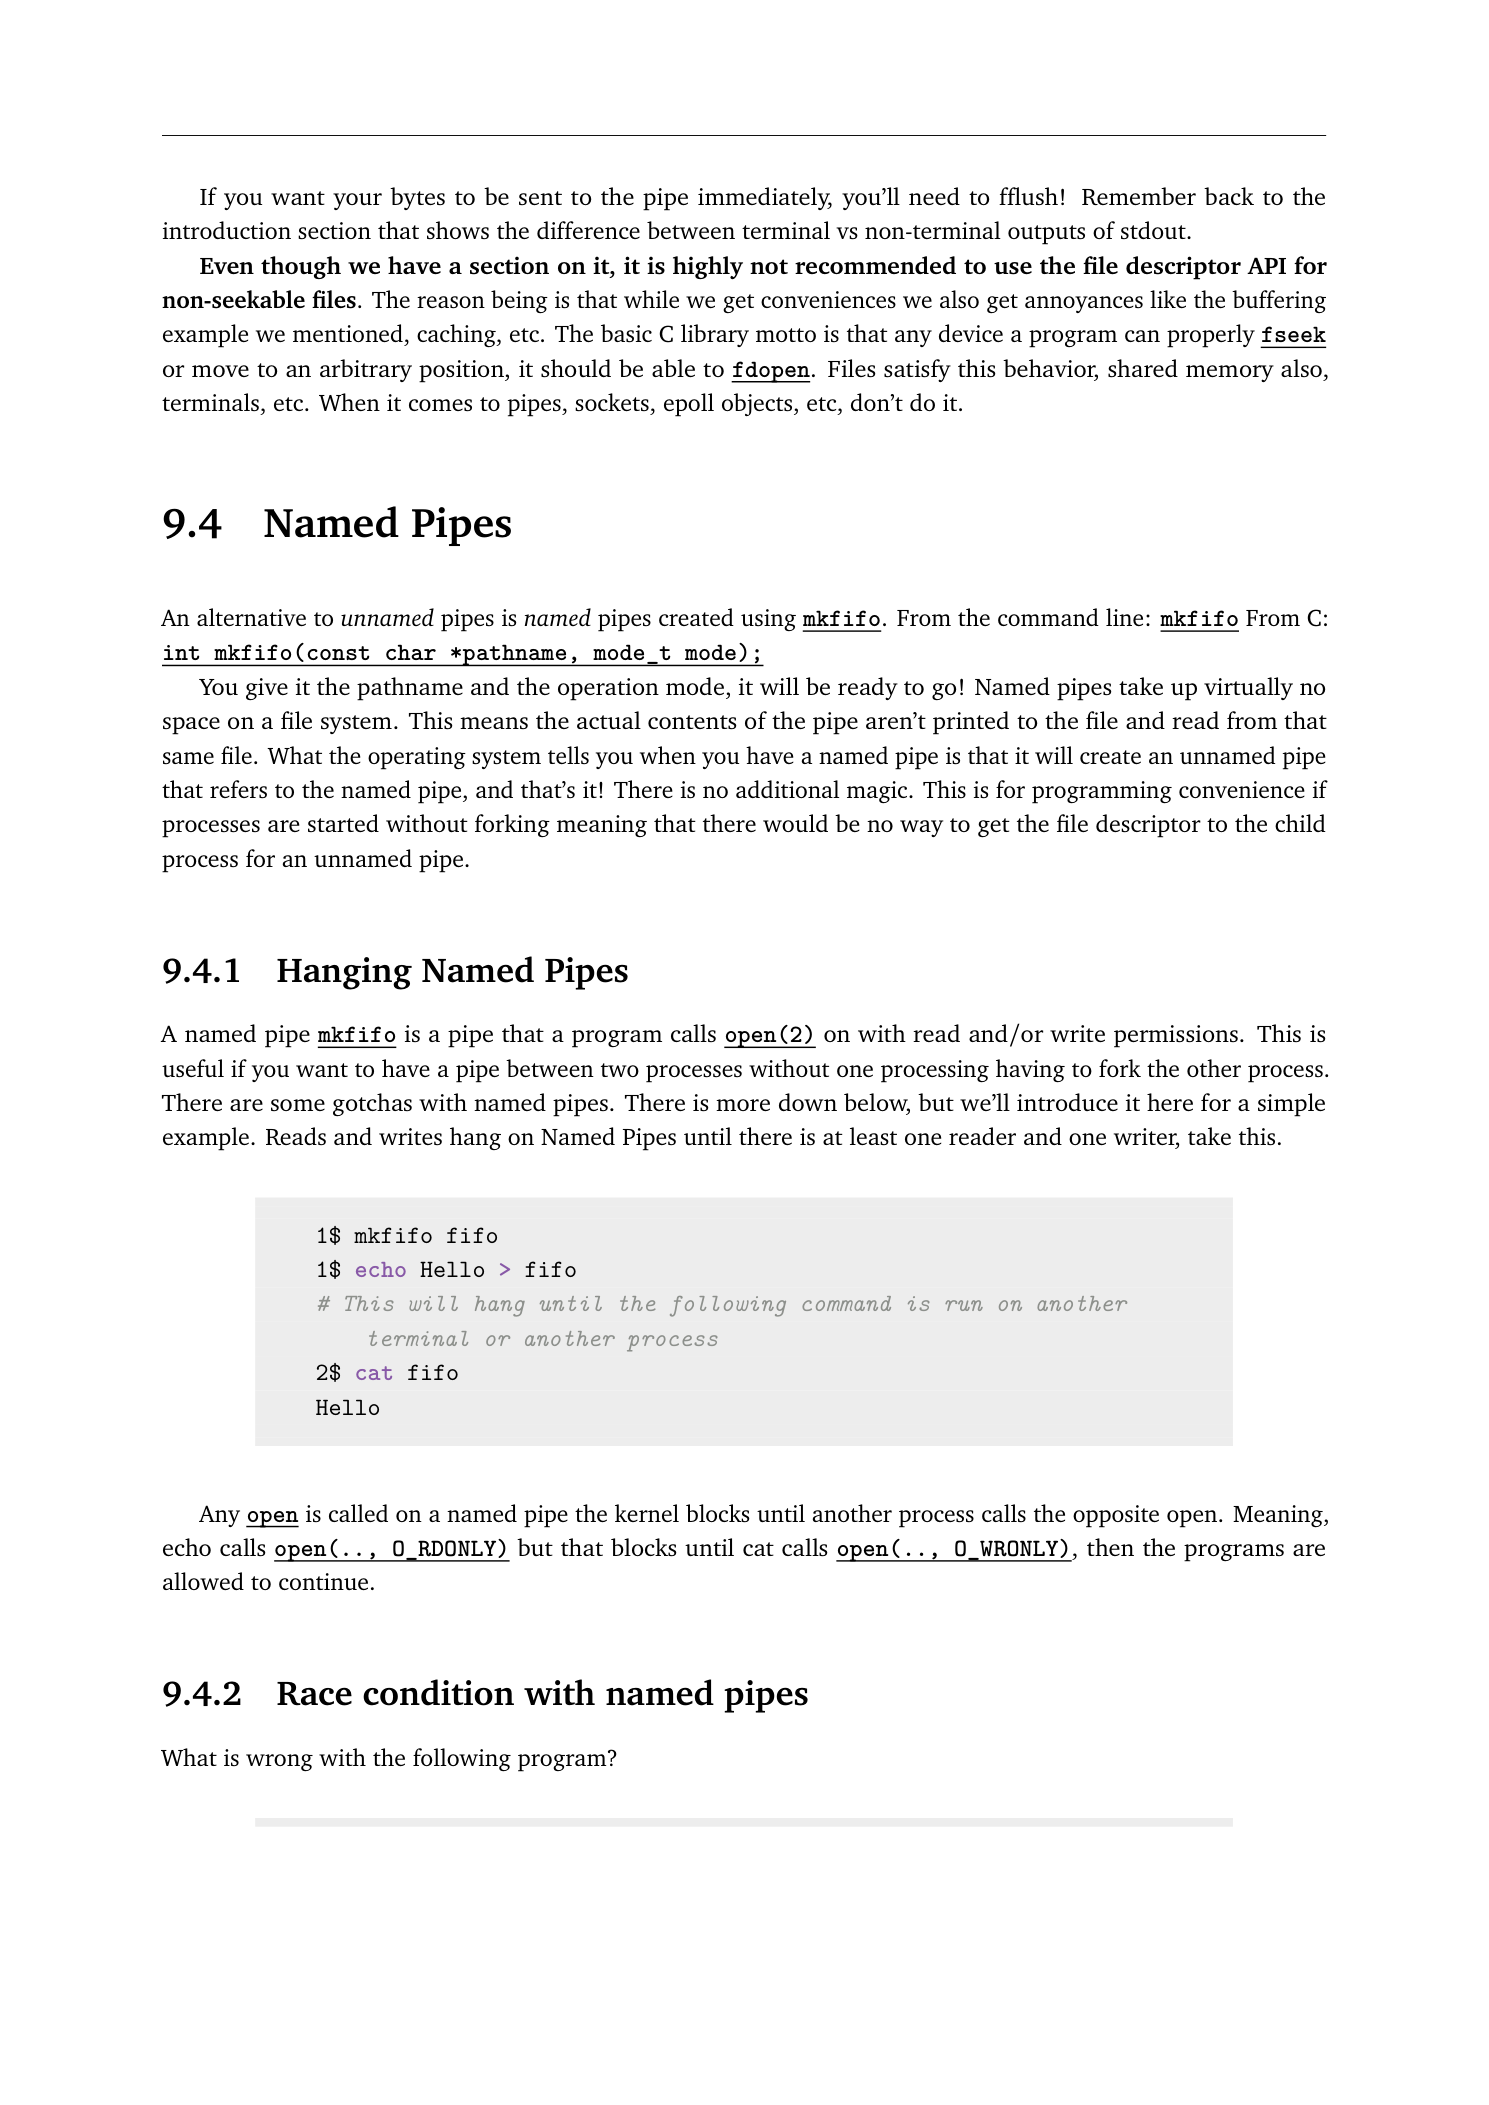 If you want your bytes to be sent to the pipe immediately, you’ll need to fflush! Remember back to the
introduction section that shows the difference between terminal vs non-terminal outputs of stdout.
Even though we have a section on it, it is highly not recommended to use the file descriptor API for
non-seekable files. The reason being is that while we get conveniences we also get annoyances like the buffering
example we mentioned, caching, etc. The basic C library motto is that any device a program can properly fseek
or move to an arbitrary position, it should be able to fdopen. Files satisfy this behavior, shared memory also,
terminals, etc. When it comes to pipes, sockets, epoll objects, etc, don’t do it.
9.4 Named Pipes
An alternative to unnamed pipes is named pipes created using mkfifo. From the command line: mkfifo From C:
int mkfifo(const char *pathname, mode_t mode);
You give it the pathname and the operation mode, it will be ready to go! Named pipes take up virtually no
space on a file system. This means the actual contents of the pipe aren’t printed to the file and read from that
same file. What the operating system tells you when you have a named pipe is that it will create an unnamed pipe
that refers to the named pipe, and that’s it! There is no additional magic. This is for programming convenience if
processes are started without forking meaning that there would be no way to get the file descriptor to the child
process for an unnamed pipe.
9.4.1 Hanging Named Pipes
A named pipe mkfifo is a pipe that a program calls open(2) on with read and/or write permissions. This is
useful if you want to have a pipe between two processes without one processing having to fork the other process.
There are some gotchas with named pipes. There is more down below, but we’ll introduce it here for a simple
example. Reads and writes hang on Named Pipes until there is at least one reader and one writer, take this.
1$ mkfifo fifo
1$ echo Hello > fifo
# This will hang until the following command is run on another
terminal or another process
2$ cat fifo
Hello
Any open is called on a named pipe the kernel blocks until another process calls the opposite open. Meaning,
echo calls open(.., O_RDONLY) but that blocks until cat calls open(.., O_WRONLY), then the programs are
allowed to continue.
9.4.2 Race condition with named pipes
What is wrong with the following program?